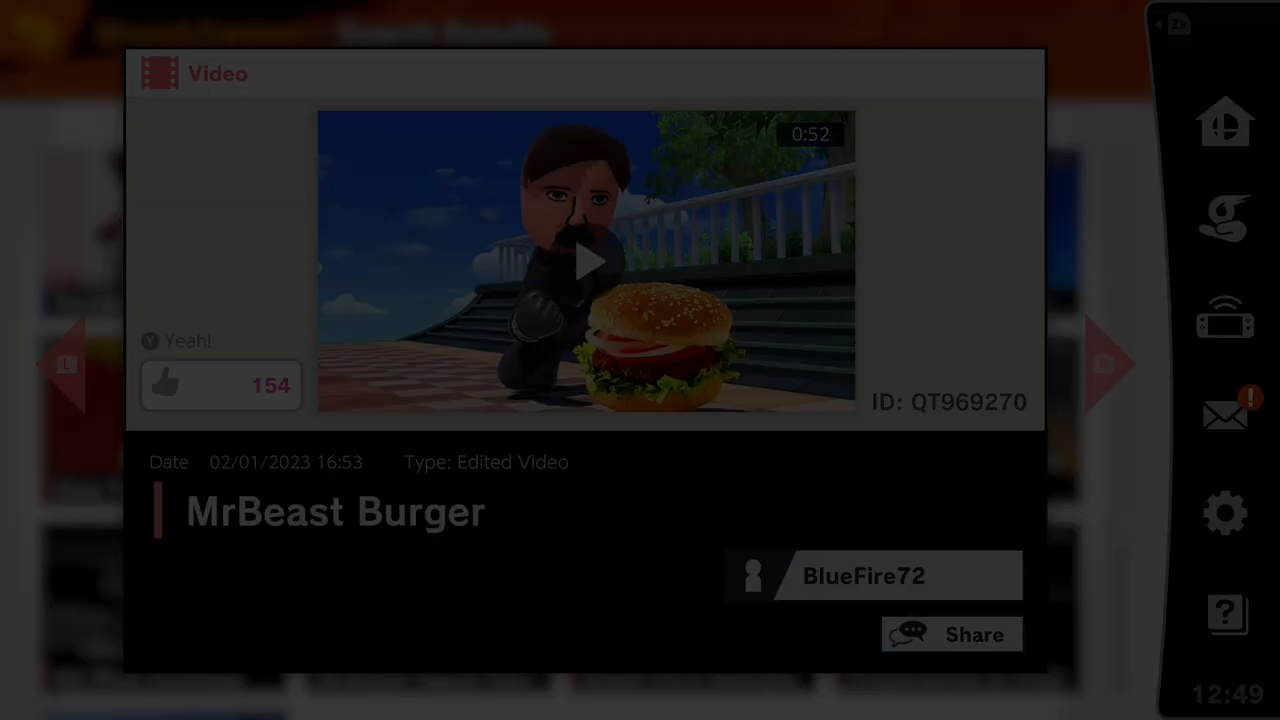 ZR
Video
0:52
Y Yeah!
154
L
R
ID: QT969270
Date 02/01/2023 16:53 Type: Edited Video
MrBeast Burger
BlueFire72
Share
12:49